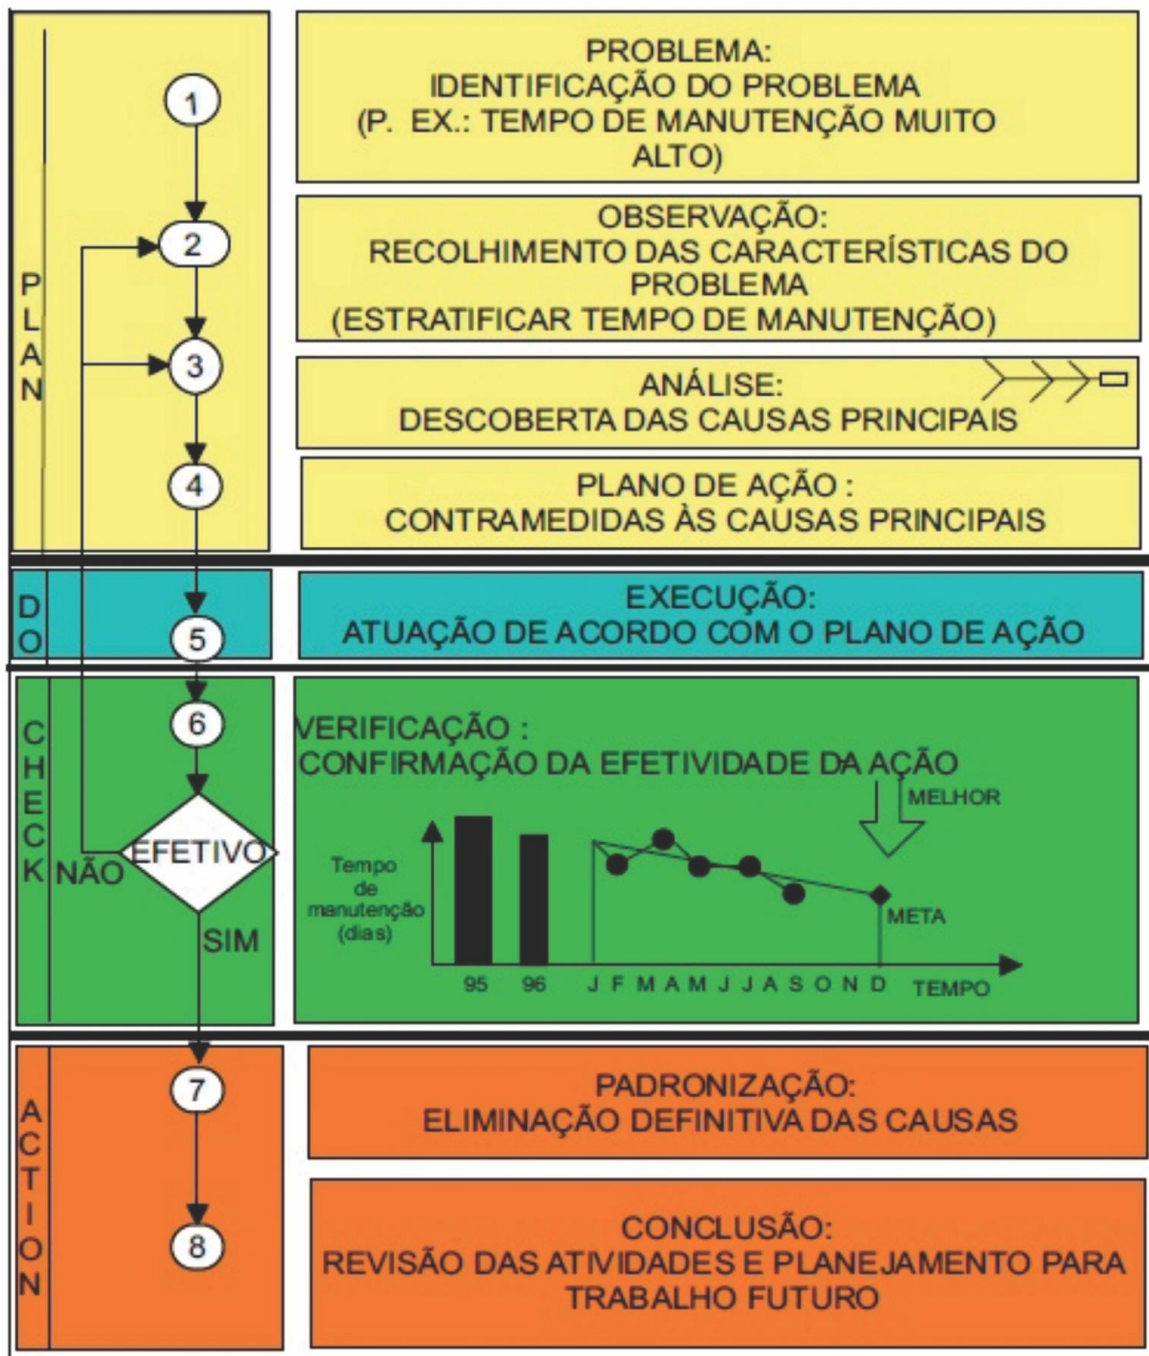 PLAN
1
PROBLEMA:
IDENTIFICAÇÃO DO PROBLEMA
(P. EX.: TEMPO DE MANUTENÇÃO MUITO
ALTO)
2
OBSERVAÇÃO:
RECOLHIMENTO DAS CARACTERÍSTICAS DO
PROBLEMA
(ESTRATIFICAR TEMPO DE MANUTENÇÃO)
3
ANÁLISE:
DESCOBERTA DAS CAUSAS PRINCIPAIS
4
PLANO DE AÇÃO :
CONTRAMEDIDAS ÀS CAUSAS PRINCIPAIS
DO
5
EXECUÇÃO:
ATUAÇÃO DE ACORDO COM O PLANO DE AÇÃO
CHECK
6
EFETIVO
NÃO
SIM
VERIFICAÇÃO :
CONFIRMAÇÃO DA EFETIVIDADE DA AÇÃO
MELHOR
Tempo
de
manutenção
(dias)
META
95 96 J F M A M J J A S O N D TEMPO
ACTION
7
PADRONIZAÇÃO:
ELIMINAÇÃO DEFINITIVA DAS CAUSAS
8
CONCLUSÃO:
REVISÃO DAS ATIVIDADES E PLANEJAMENTO PARA
TRABALHO FUTURO